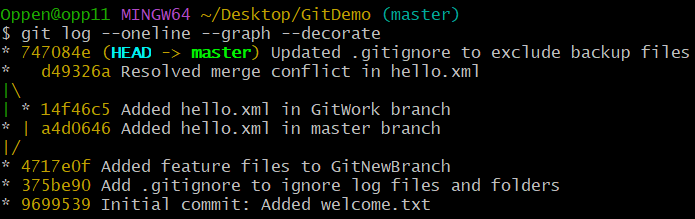 Oppen@opp11 MINGW64 ~/Desktop/GitDemo (master)
$ git log --oneline --graph --decorate
* 747084e (HEAD -> master) Updated .gitignore to exclude backup files
*   d49326a Resolved merge conflict in hello.xml
|\
| * 14f46c5 Added hello.xml in GitWork branch
* | a4d0646 Added hello.xml in master branch
|/
* 4717e0f Added feature files to GitNewBranch
* 375be90 Add .gitignore to ignore log files and folders
* 9699539 Initial commit: Added welcome.txt